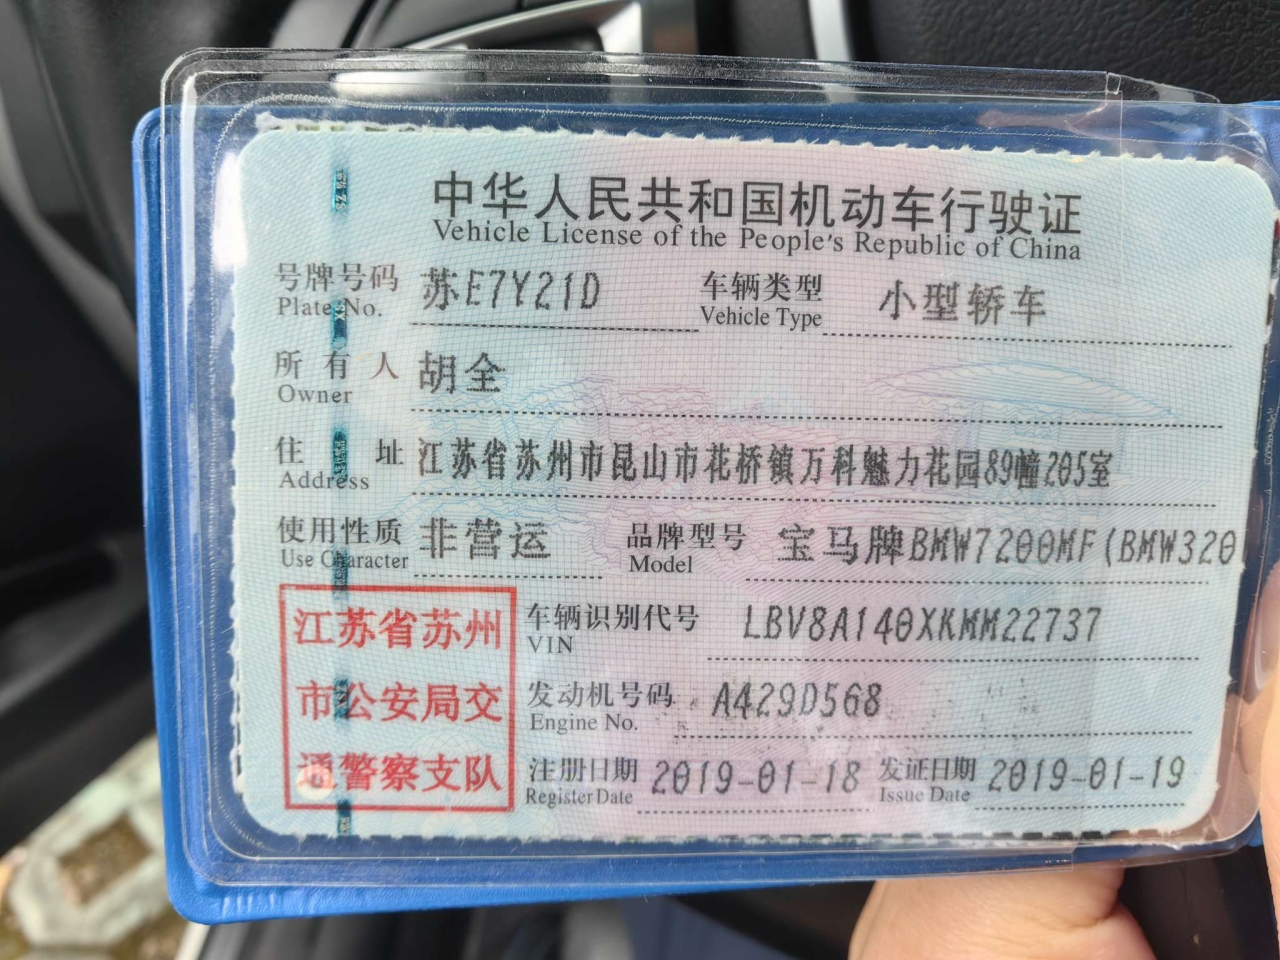 中华人民共和国机动车行驶证
Vehicle License of the People's Republic of China
号牌号码 苏E7Y21D 车辆类型 小型轿车
Plate No. Vehicle Type
所有人 胡全
Owner
住址 江苏省苏州市昆山市花桥镇万科魅力花园89幢205室
Address
使用性质 非营运 品牌型号 宝马牌BMW7200MF(BMW320
Use Character Model
江苏省苏州 车辆识别代号 LBV8A140XKMM22737
VIN
市公安局交 发动机号码 A429D568
Engine No.
通警察支队 注册日期 2019-01-18 发证日期 2019-01-19
Register Date Issue Date